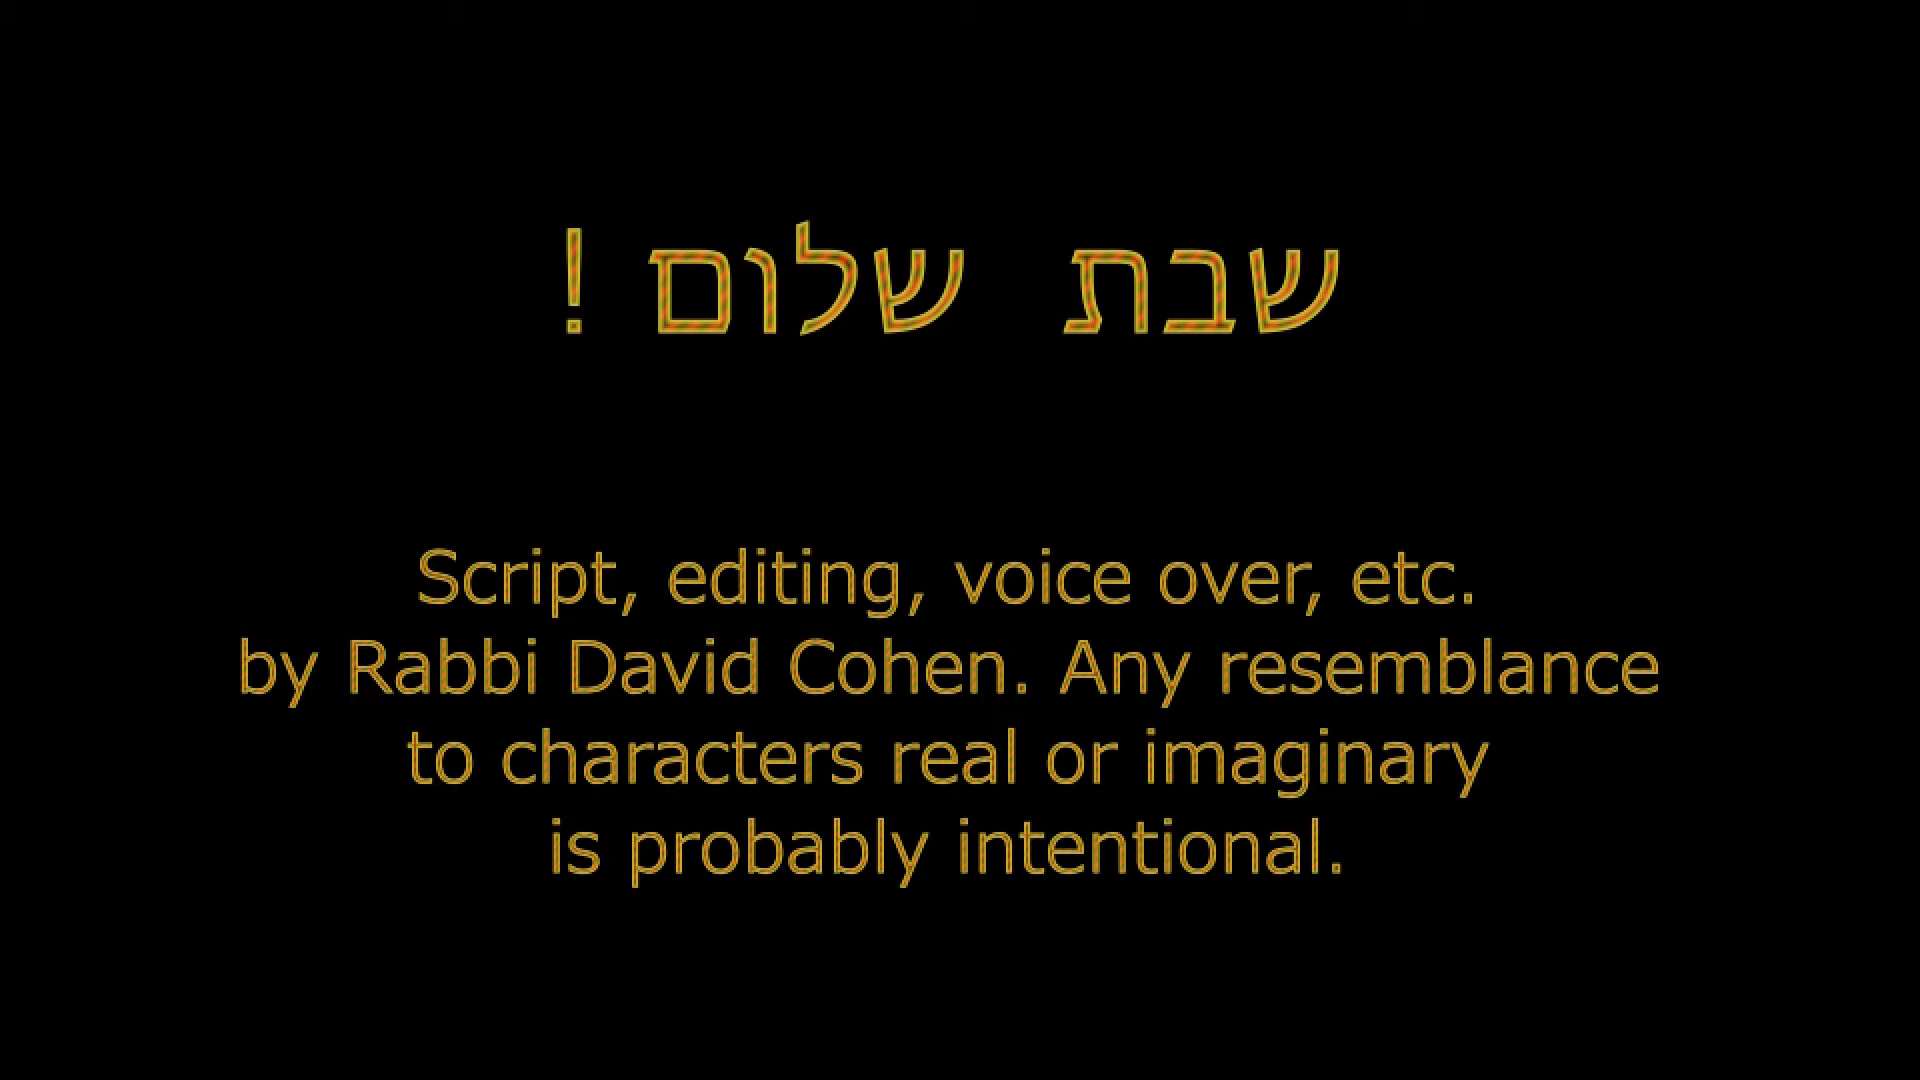 שבת שלום !
Script, editing, voice over, etc.
by Rabbi David Cohen. Any resemblance
to characters real or imaginary
is probably intentional.